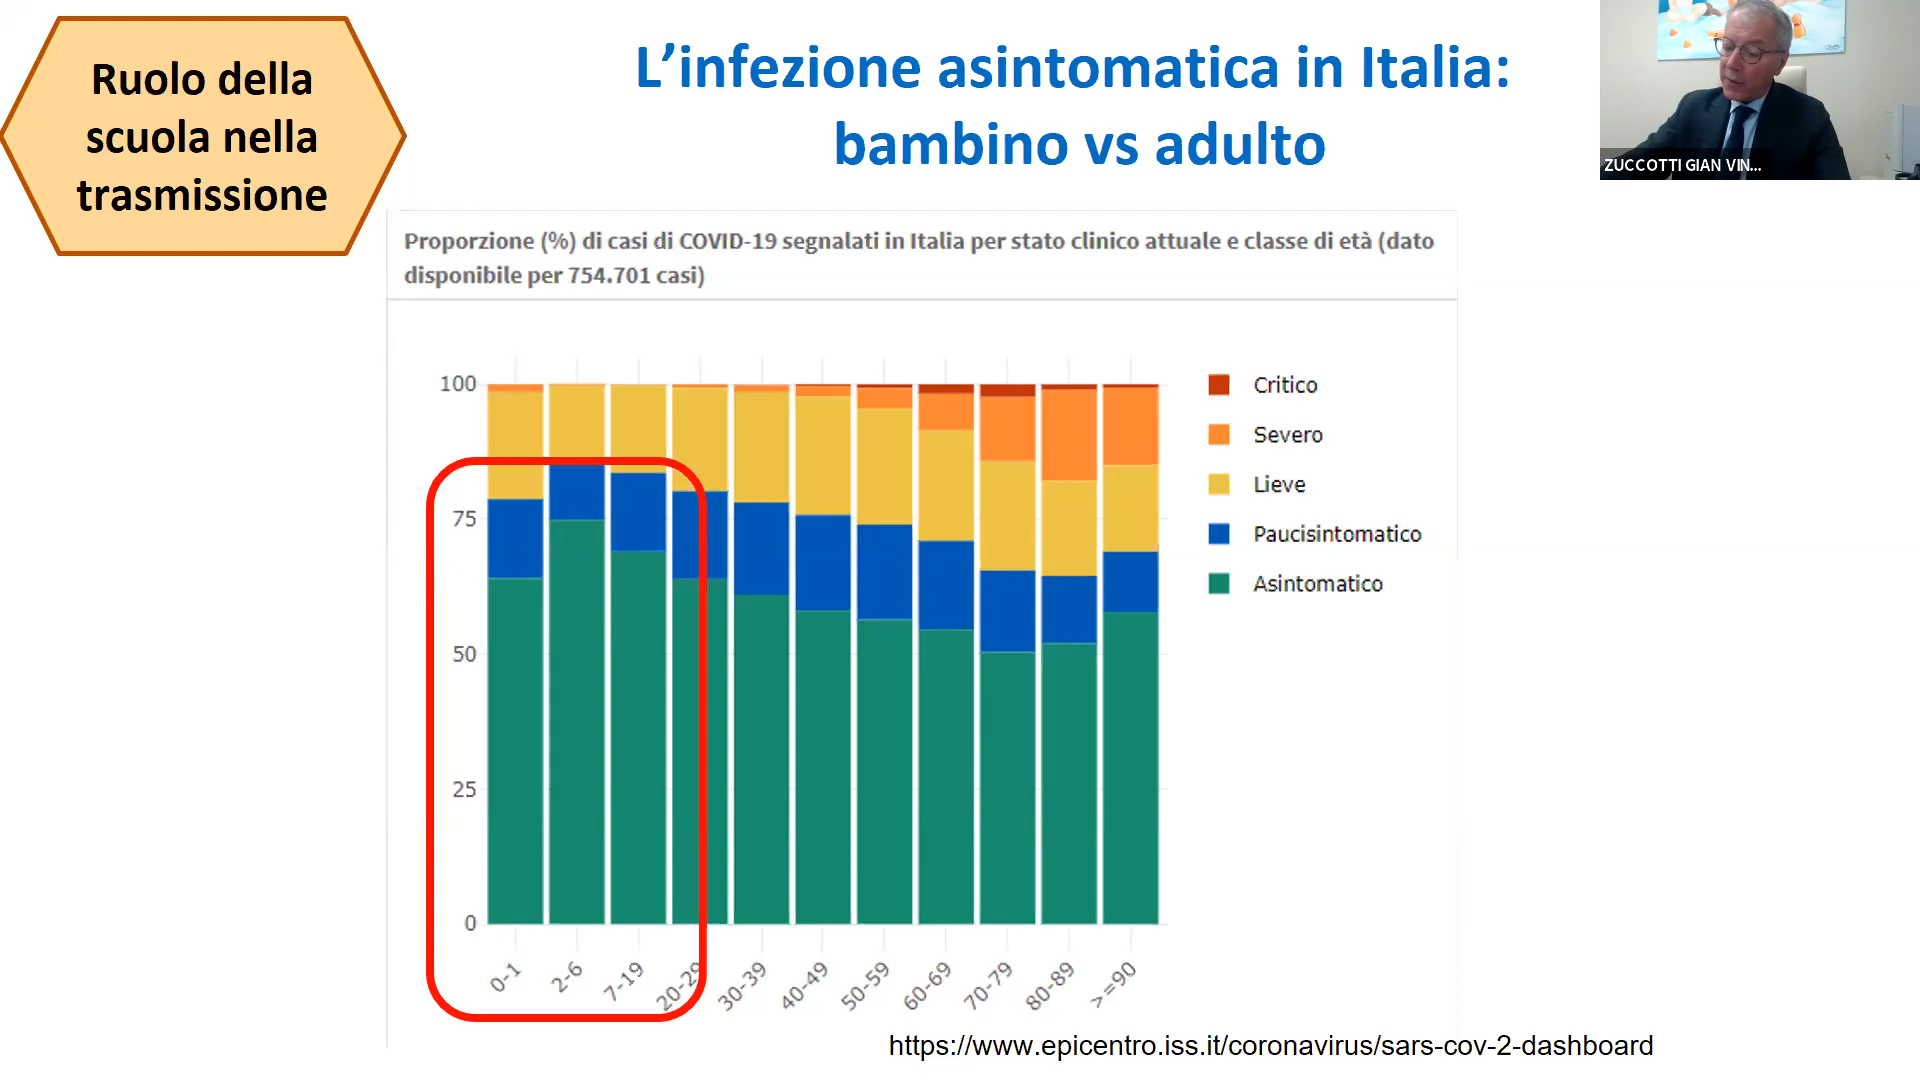 Ruolo della
scuola nella
trasmissione
L’infezione asintomatica in Italia:
bambino vs adulto
ZUCCOTTI GIAN VIN...
Proporzione (%) di casi di COVID-19 segnalati in Italia per stato clinico attuale e classe di età (dato
disponibile per 754.701 casi)
100
75
50
25
0
0-1
2-6
7-19
20-29
30-39
40-49
50-59
60-69
70-79
80-89
>=90
Critico
Severo
Lieve
Paucisintomatico
Asintomatico
https://www.epicentro.iss.it/coronavirus/sars-cov-2-dashboard